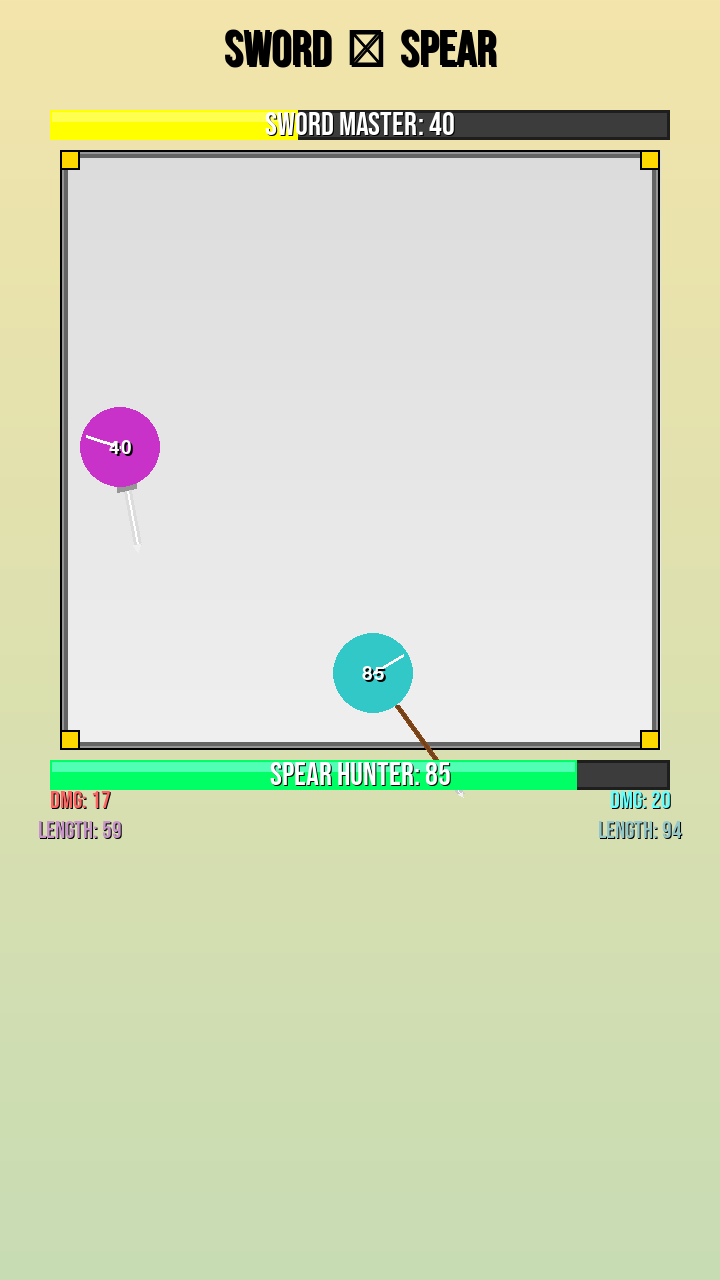 SWORD SPEAR
SWORD MASTER: 40
40
85
SPEAR HUNTER: 85
DMG: 17
DMG: 20
LENGTH: 59
LENGTH: 94